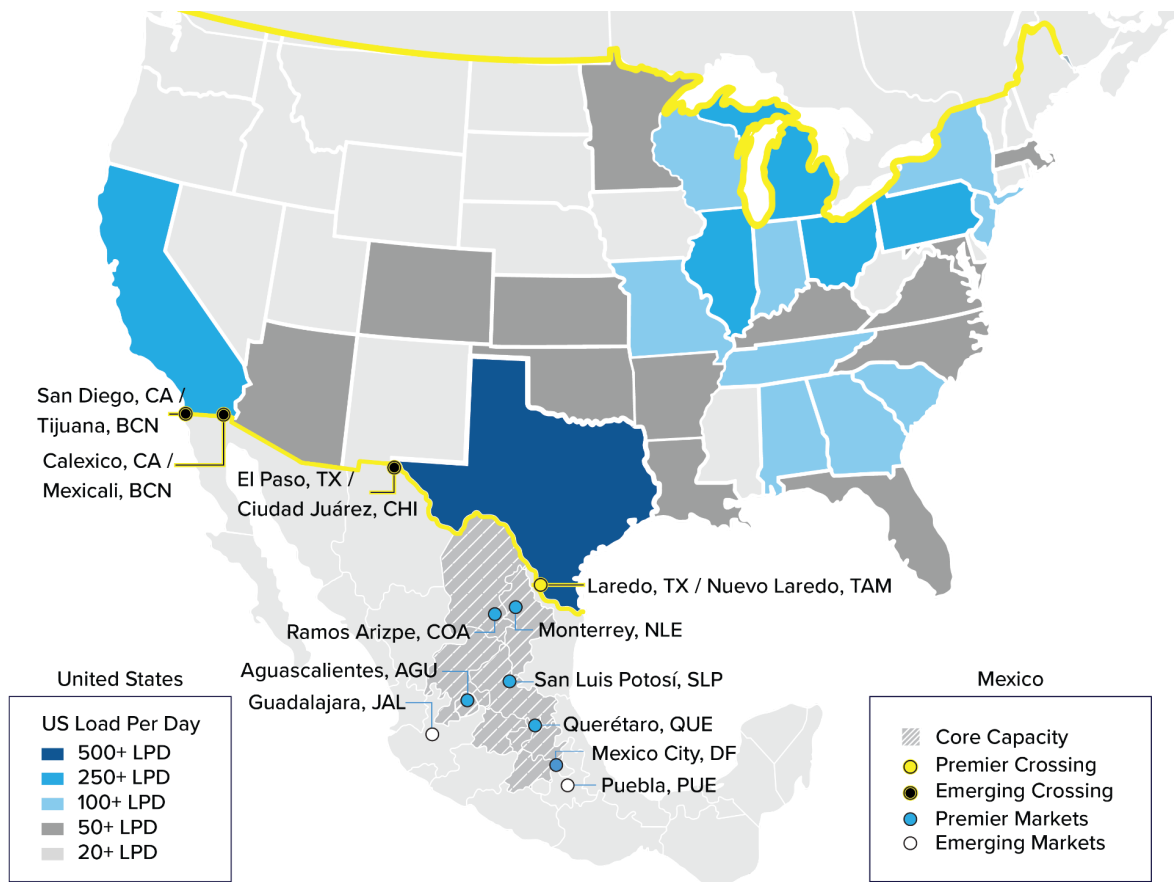 San Diego, CA /
Tijuana, BCN
Calexico, CA /
Mexicali, BCN
El Paso, TX /
Ciudad Juárez, CHI
Laredo, TX / Nuevo Laredo, TAM
Ramos Arizpe, COA
Monterrey, NLE
Aguascalientes, AGU
San Luis Potosí, SLP
Guadalajara, JAL
Querétaro, QUE
Mexico City, DF
Puebla, PUE
United States
US Load Per Day
500+ LPD
250+ LPD
100+ LPD
50+ LPD
20+ LPD
Mexico
Core Capacity
Premier Crossing
Emerging Crossing
Premier Markets
Emerging Markets